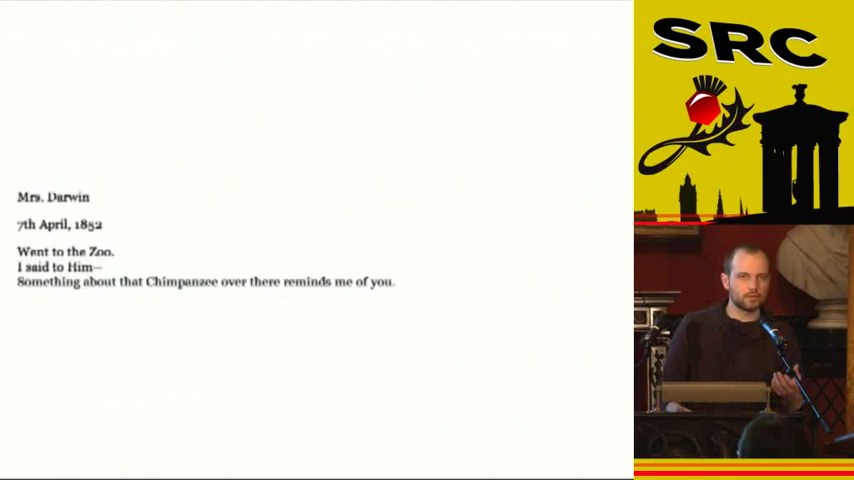 Mrs. Darwin
7th April, 1852
Went to the Zoo.
I said to Him—
Something about that Chimpanzee over there reminds me of you.
SRC